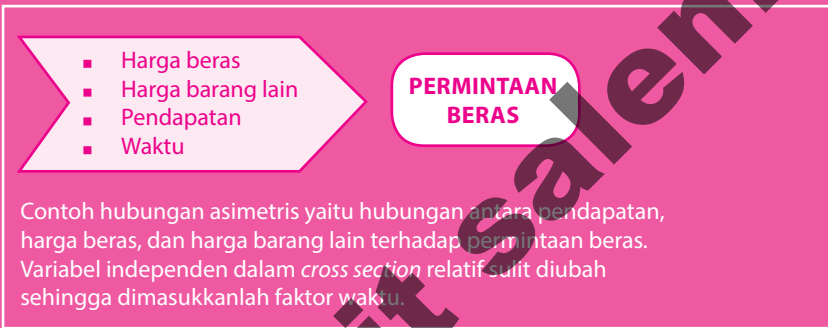 ▪ Harga beras
▪ Harga barang lain
▪ Pendapatan
▪ Waktu
PERMINTAAN
BERAS
Contoh hubungan asimetris yaitu hubungan antara pendapatan,
harga beras, dan harga barang lain terhadap permintaan beras.
Variabel independen dalam cross section relatif sulit diubah
sehingga dimasukkanlah faktor waktu.